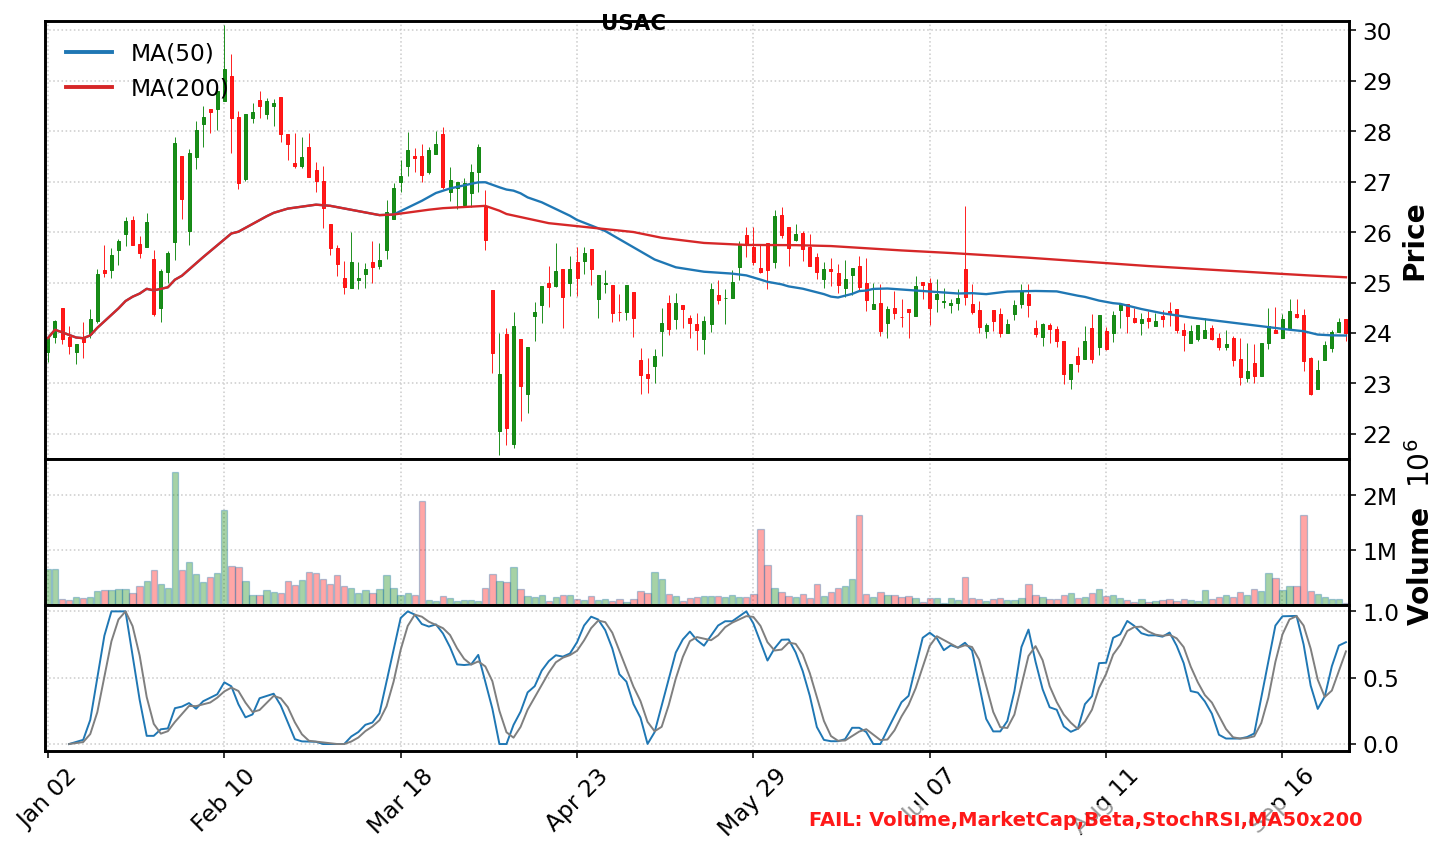 USAC
MA(50)
MA(200)
30
29
28
27
26
25
24
23
22
Price
2M
1M
Volume 10⁶
1.0
0.5
0.0
Jan 02
Feb 10
Mar 18
Apr 23
May 29
Jul 07
Aug 11
Sep 16
FAIL: Volume,MarketCap,Beta,StochRSI,MA50x200